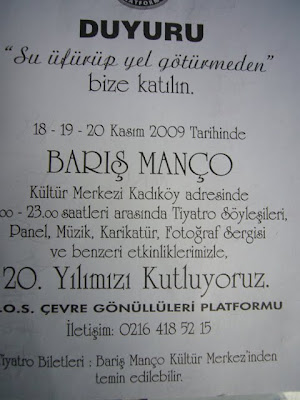 PLATFORM
DUYURU
"Su üfürüp yel götürmeden"
bize katılın.
18 - 19 - 20 Kasım 2009 Tarihinde
BARIŞ MANÇO
Kültür Merkezi Kadıköy adresinde
.00 - 23.00 saatleri arasında Tiyatro Söyleşileri,
Panel, Müzik, Karikatür, Fotoğraf Sergisi
ve benzeri etkinliklerimizle,
20. Yılımızı Kutluyoruz.
.O.S. ÇEVRE GÖNÜLLÜLERİ PLATFORMU
İletişim: 0216 418 52 15
Tiyatro Biletleri ; Barış Manço Kültür Merkez'inden
temin edilebilir.